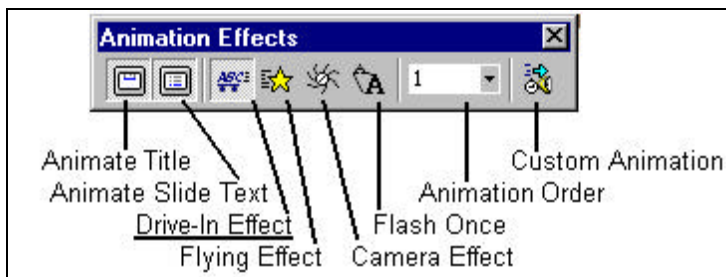 Animation Effects
ABC
A
1
Animate Title
Custom Animation
Animate Slide Text
Animation Order
Drive-In Effect
Flash Once
Flying Effect
Camera Effect